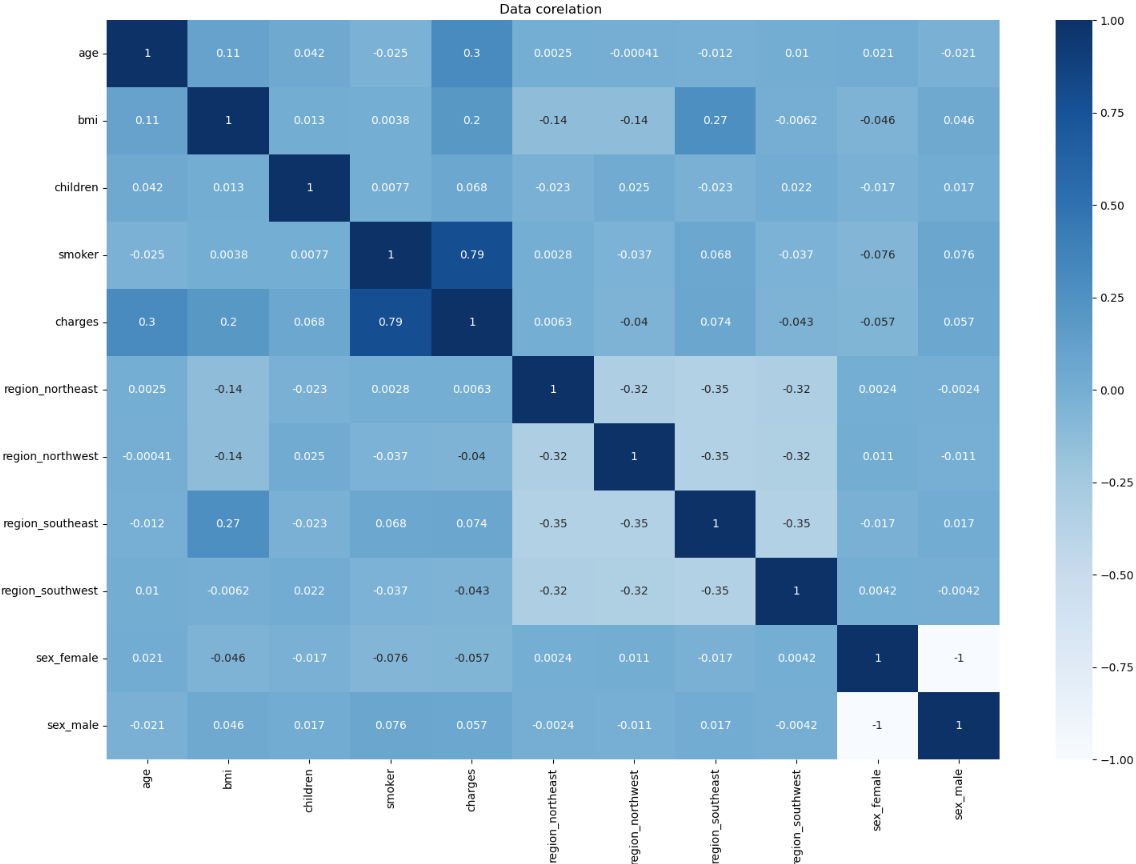 Data corelation
age 1 0.11 0.042 -0.025 0.3 0.0025 -0.00041 -0.012 0.01 0.021 -0.021
bmi 0.11 1 0.013 0.0038 0.2 -0.14 -0.14 0.27 -0.0062 -0.046 0.046
children 0.042 0.013 1 0.0077 0.068 -0.023 0.025 -0.023 0.022 -0.017 0.017
smoker -0.025 0.0038 0.0077 1 0.79 0.0028 -0.037 0.068 -0.037 -0.076 0.076
charges 0.3 0.2 0.068 0.79 1 0.0063 -0.04 0.074 -0.043 -0.057 0.057
region_northeast 0.0025 -0.14 -0.023 0.0028 0.0063 1 -0.32 -0.35 -0.32 0.0024 -0.0024
region_northwest -0.00041 -0.14 0.025 -0.037 -0.04 -0.32 1 -0.35 -0.32 0.011 -0.011
region_southeast -0.012 0.27 -0.023 0.068 0.074 -0.35 -0.35 1 -0.35 -0.017 0.017
region_southwest 0.01 -0.0062 0.022 -0.037 -0.043 -0.32 -0.32 -0.35 1 0.0042 -0.0042
sex_female 0.021 -0.046 -0.017 -0.076 -0.057 0.0024 0.011 -0.017 0.0042 1 -1
sex_male -0.021 0.046 0.017 0.076 0.057 -0.0024 -0.011 0.017 -0.0042 -1 1
age bmi children smoker charges region_northeast region_northwest region_southeast region_southwest sex_female sex_male
1.00
0.75
0.50
0.25
0.00
−0.25
−0.50
−0.75
−1.00